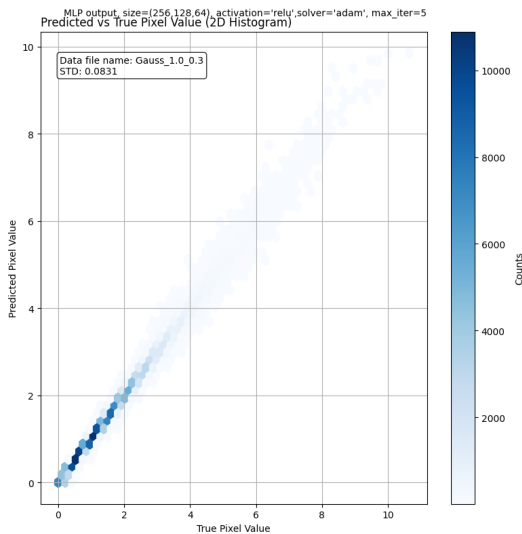 MLP output, size=(256,128,64), activation='relu',solver='adam', max_iter=5
Predicted vs True Pixel Value (2D Histogram)
Data file name: Gauss_1.0_0.3
STD: 0.0831
10
8
6
4
2
0
Predicted Pixel Value
0
2
4
6
8
10
True Pixel Value
10000
8000
6000
4000
2000
Counts